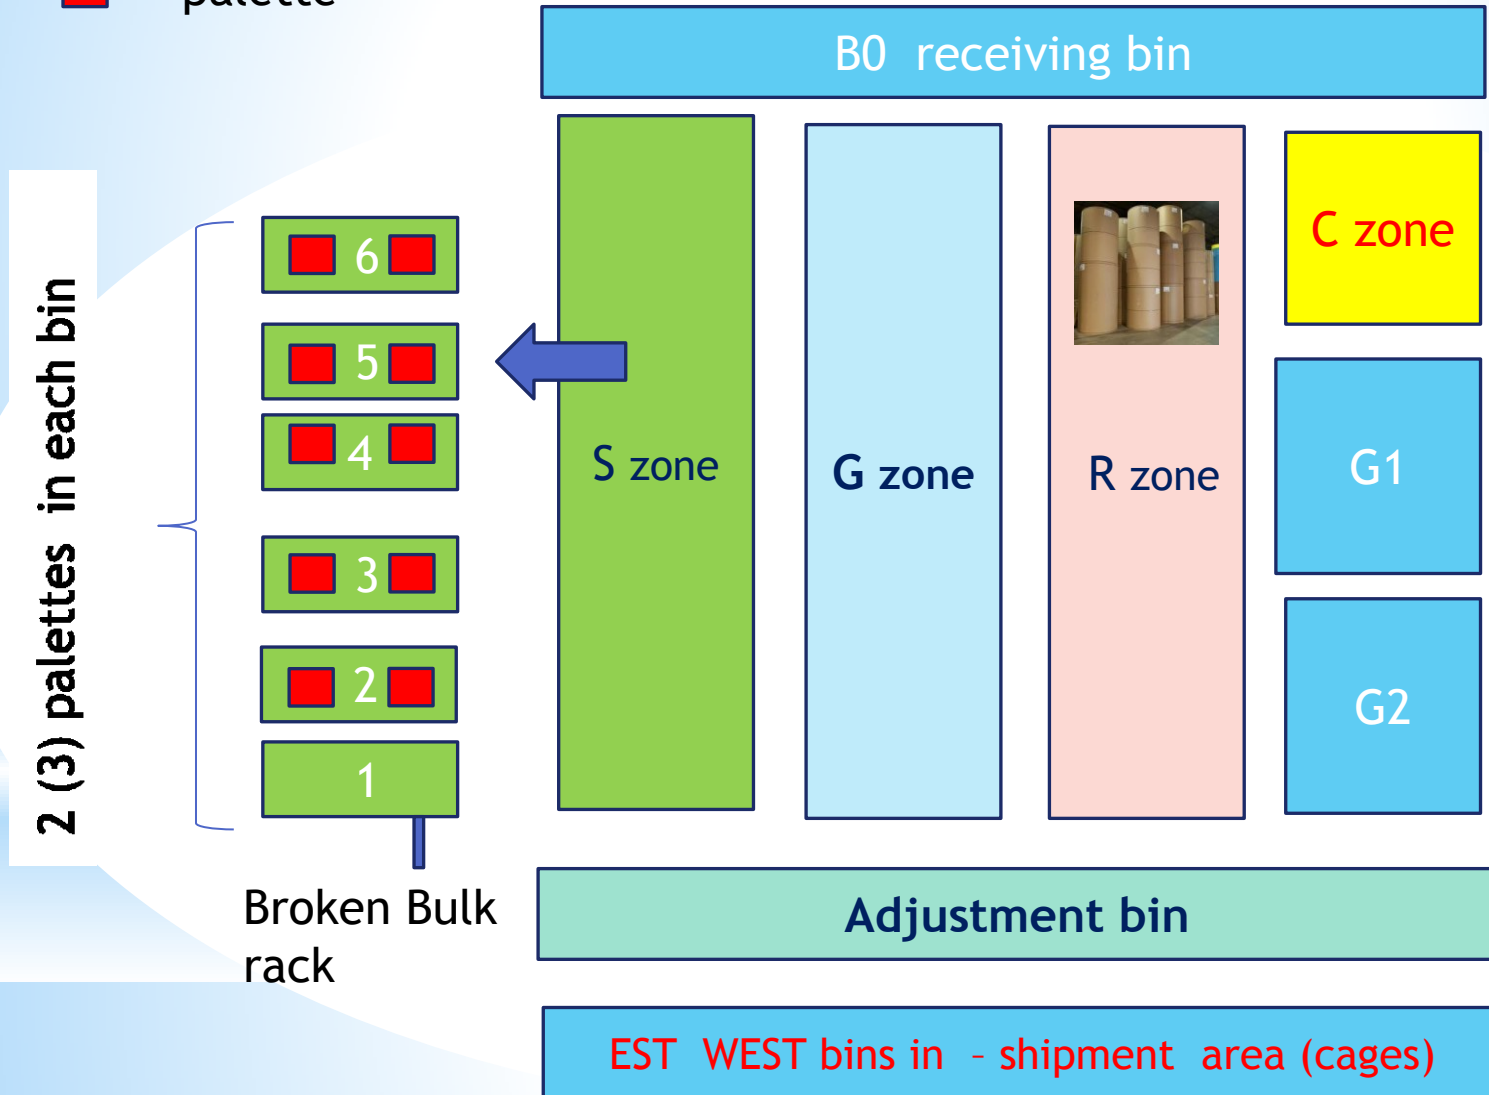 palette
B0 receiving bin
C zone
6
5
4
3
2
1
2 (3) palettes in each bin
S zone
G zone
R zone
G1
G2
Broken Bulk
rack
Adjustment bin
EST WEST bins in - shipment area (cages)